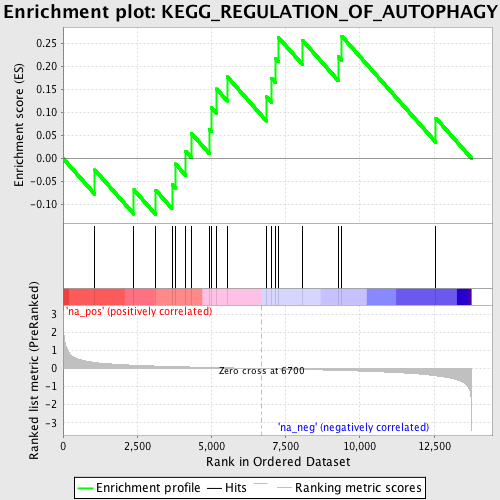 Enrichment plot: KEGG_REGULATION_OF_AUTOPHAGY
Enrichment score (ES)
0.25
0.20
0.15
0.10
0.05
0.00
-0.05
-0.10
'na_pos' (positively correlated)
Ranked list metric (PreRanked)
3
2
1
0
-1
-2
-3
Zero cross at 6700
'na_neg' (negatively correlated)
0
2,500
5,000
7,500
10,000
12,500
Rank in Ordered Dataset
Enrichment profile
Hits
Ranking metric scores